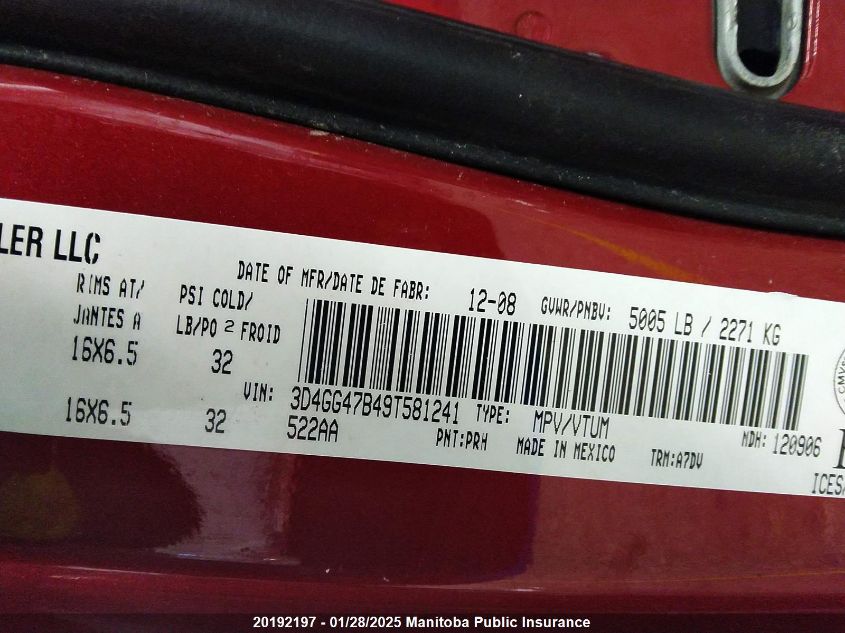 LER LLC
DATE OF MFR/DATE DE FABR: 12-08 GVWR/PNBV: 5005 LB / 2271 KG
RIMS AT/ PSI COLD/
JANTES A LB/PO 2 FROID
16X6.5 32
VIN: 3D4GG47B49T581241 TYPE: MPV/VTUM MDH: 120906
16X6.5 32 522AA PNT:PRH MADE IN MEXICO TRM:A7DV
ICES
20192197 - 01/28/2025 Manitoba Public Insurance